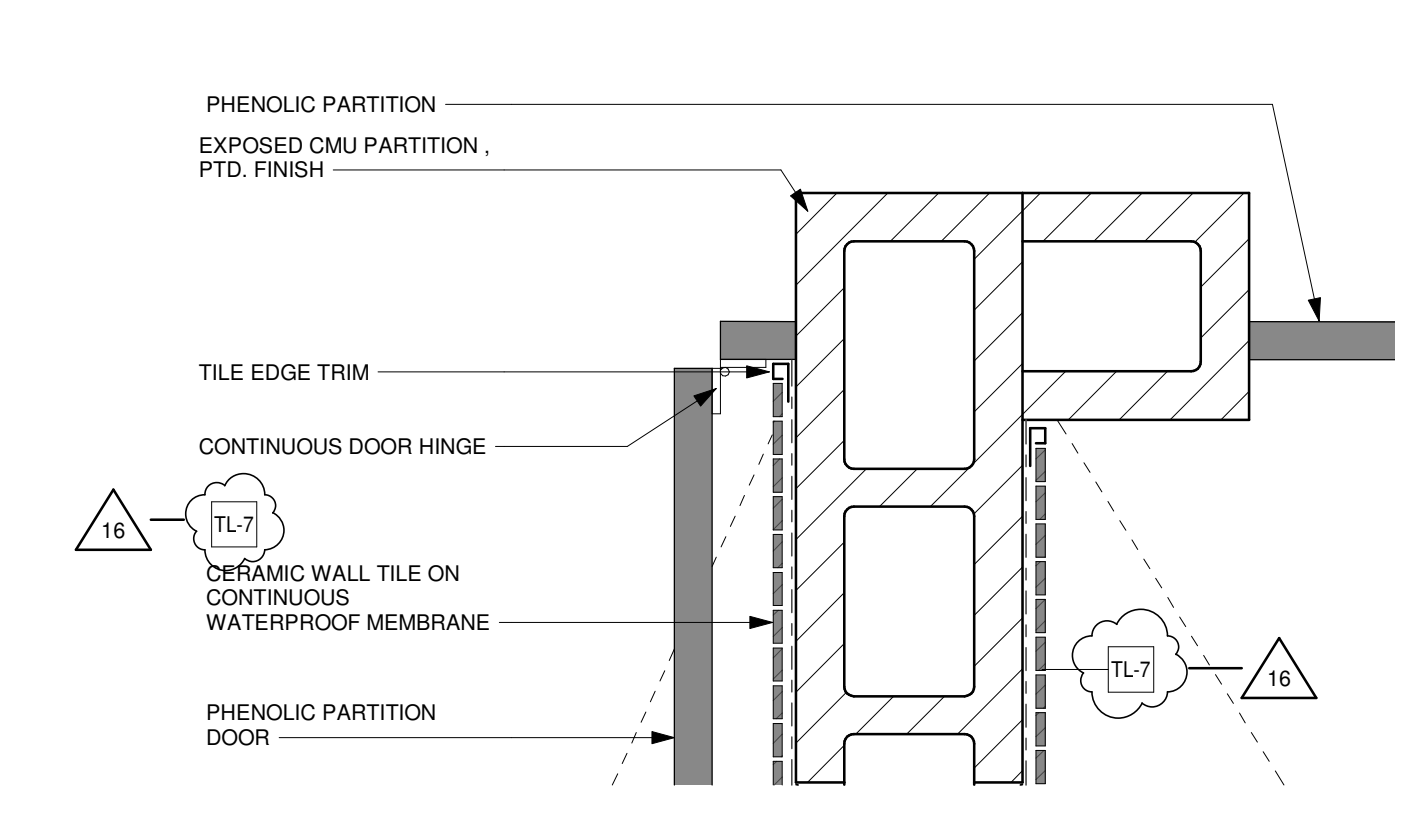 PHENOLIC PARTITION
EXPOSED CMU PARTITION ,
PTD. FINISH
TILE EDGE TRIM
CONTINUOUS DOOR HINGE
16
TL-7
CERAMIC WALL TILE ON
CONTINUOUS
WATERPROOF MEMBRANE
TL-7
16
PHENOLIC PARTITION
DOOR